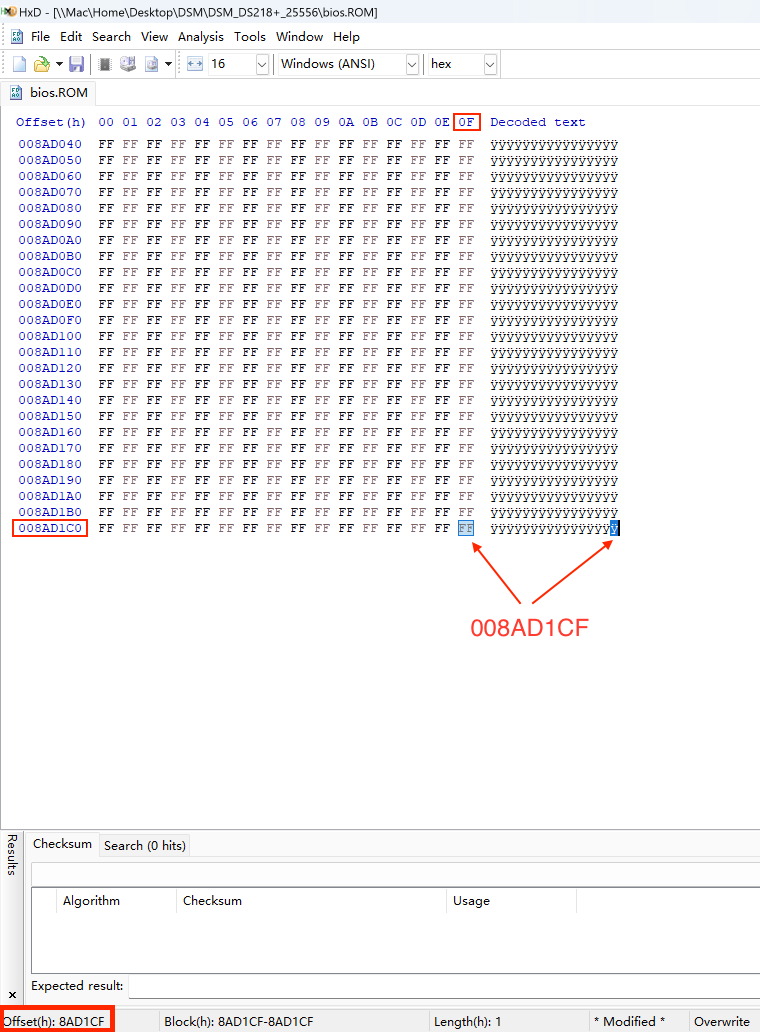 HxD - [\\Mac\Home\Desktop\DSM\DSM_DS218+_25556\bios.ROM]
File Edit Search View Analysis Tools Window Help
16 Windows (ANSI) hex
bios.ROM
Offset(h) 00 01 02 03 04 05 06 07 08 09 0A 0B 0C 0D 0E 0F Decoded text
008AD040 FF FF FF FF FF FF FF FF FF FF FF FF FF FF FF FF ÿÿÿÿÿÿÿÿÿÿÿÿÿÿÿÿ
008AD050 FF FF FF FF FF FF FF FF FF FF FF FF FF FF FF FF ÿÿÿÿÿÿÿÿÿÿÿÿÿÿÿÿ
008AD060 FF FF FF FF FF FF FF FF FF FF FF FF FF FF FF FF ÿÿÿÿÿÿÿÿÿÿÿÿÿÿÿÿ
008AD070 FF FF FF FF FF FF FF FF FF FF FF FF FF FF FF FF ÿÿÿÿÿÿÿÿÿÿÿÿÿÿÿÿ
008AD080 FF FF FF FF FF FF FF FF FF FF FF FF FF FF FF FF ÿÿÿÿÿÿÿÿÿÿÿÿÿÿÿÿ
008AD090 FF FF FF FF FF FF FF FF FF FF FF FF FF FF FF FF ÿÿÿÿÿÿÿÿÿÿÿÿÿÿÿÿ
008AD0A0 FF FF FF FF FF FF FF FF FF FF FF FF FF FF FF FF ÿÿÿÿÿÿÿÿÿÿÿÿÿÿÿÿ
008AD0B0 FF FF FF FF FF FF FF FF FF FF FF FF FF FF FF FF ÿÿÿÿÿÿÿÿÿÿÿÿÿÿÿÿ
008AD0C0 FF FF FF FF FF FF FF FF FF FF FF FF FF FF FF FF ÿÿÿÿÿÿÿÿÿÿÿÿÿÿÿÿ
008AD0D0 FF FF FF FF FF FF FF FF FF FF FF FF FF FF FF FF ÿÿÿÿÿÿÿÿÿÿÿÿÿÿÿÿ
008AD0E0 FF FF FF FF FF FF FF FF FF FF FF FF FF FF FF FF ÿÿÿÿÿÿÿÿÿÿÿÿÿÿÿÿ
008AD0F0 FF FF FF FF FF FF FF FF FF FF FF FF FF FF FF FF ÿÿÿÿÿÿÿÿÿÿÿÿÿÿÿÿ
008AD100 FF FF FF FF FF FF FF FF FF FF FF FF FF FF FF FF ÿÿÿÿÿÿÿÿÿÿÿÿÿÿÿÿ
008AD110 FF FF FF FF FF FF FF FF FF FF FF FF FF FF FF FF ÿÿÿÿÿÿÿÿÿÿÿÿÿÿÿÿ
008AD120 FF FF FF FF FF FF FF FF FF FF FF FF FF FF FF FF ÿÿÿÿÿÿÿÿÿÿÿÿÿÿÿÿ
008AD130 FF FF FF FF FF FF FF FF FF FF FF FF FF FF FF FF ÿÿÿÿÿÿÿÿÿÿÿÿÿÿÿÿ
008AD140 FF FF FF FF FF FF FF FF FF FF FF FF FF FF FF FF ÿÿÿÿÿÿÿÿÿÿÿÿÿÿÿÿ
008AD150 FF FF FF FF FF FF FF FF FF FF FF FF FF FF FF FF ÿÿÿÿÿÿÿÿÿÿÿÿÿÿÿÿ
008AD160 FF FF FF FF FF FF FF FF FF FF FF FF FF FF FF FF ÿÿÿÿÿÿÿÿÿÿÿÿÿÿÿÿ
008AD170 FF FF FF FF FF FF FF FF FF FF FF FF FF FF FF FF ÿÿÿÿÿÿÿÿÿÿÿÿÿÿÿÿ
008AD180 FF FF FF FF FF FF FF FF FF FF FF FF FF FF FF FF ÿÿÿÿÿÿÿÿÿÿÿÿÿÿÿÿ
008AD190 FF FF FF FF FF FF FF FF FF FF FF FF FF FF FF FF ÿÿÿÿÿÿÿÿÿÿÿÿÿÿÿÿ
008AD1A0 FF FF FF FF FF FF FF FF FF FF FF FF FF FF FF FF ÿÿÿÿÿÿÿÿÿÿÿÿÿÿÿÿ
008AD1B0 FF FF FF FF FF FF FF FF FF FF FF FF FF FF FF FF ÿÿÿÿÿÿÿÿÿÿÿÿÿÿÿÿ
008AD1C0 FF FF FF FF FF FF FF FF FF FF FF FF FF FF FF FF ÿÿÿÿÿÿÿÿÿÿÿÿÿÿÿÿ
008AD1CF
Results
Checksum Search (0 hits)
Algorithm Checksum Usage
Expected result:
Offset(h): 8AD1CF Block(h): 8AD1CF-8AD1CF Length(h): 1 * Modified * Overwrite